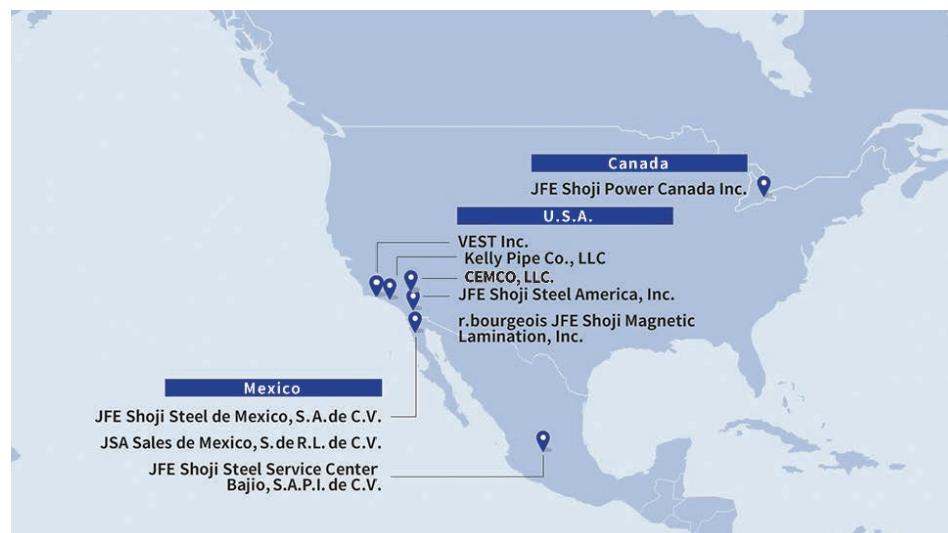 Canada
JFE Shoji Power Canada Inc.
U.S.A.
VEST Inc.
Kelly Pipe Co., LLC
CEMCO, LLC.
JFE Shoji Steel America, Inc.
r.bourgeois JFE Shoji Magnetic
Lamination, Inc.
Mexico
JFE Shoji Steel de Mexico, S.A. de C.V.
JSA Sales de Mexico, S. de R.L. de C.V.
JFE Shoji Steel Service Center
Bajio, S.A.P.I. de C.V.